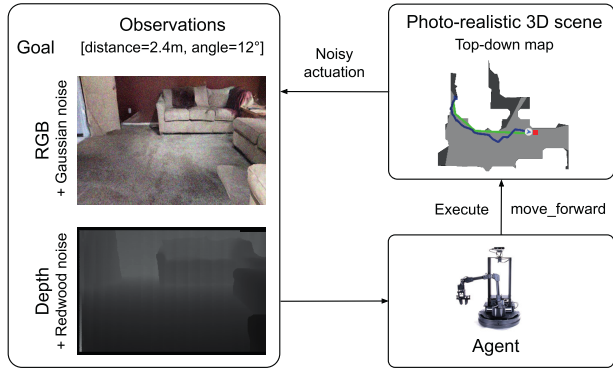 Observations
Goal
[distance=2.4m, angle=12°]
RGB
+ Gaussian noise
Depth
+ Redwood noise
Noisy
actuation
Photo-realistic 3D scene
Top-down map
Execute
move_forward
Agent